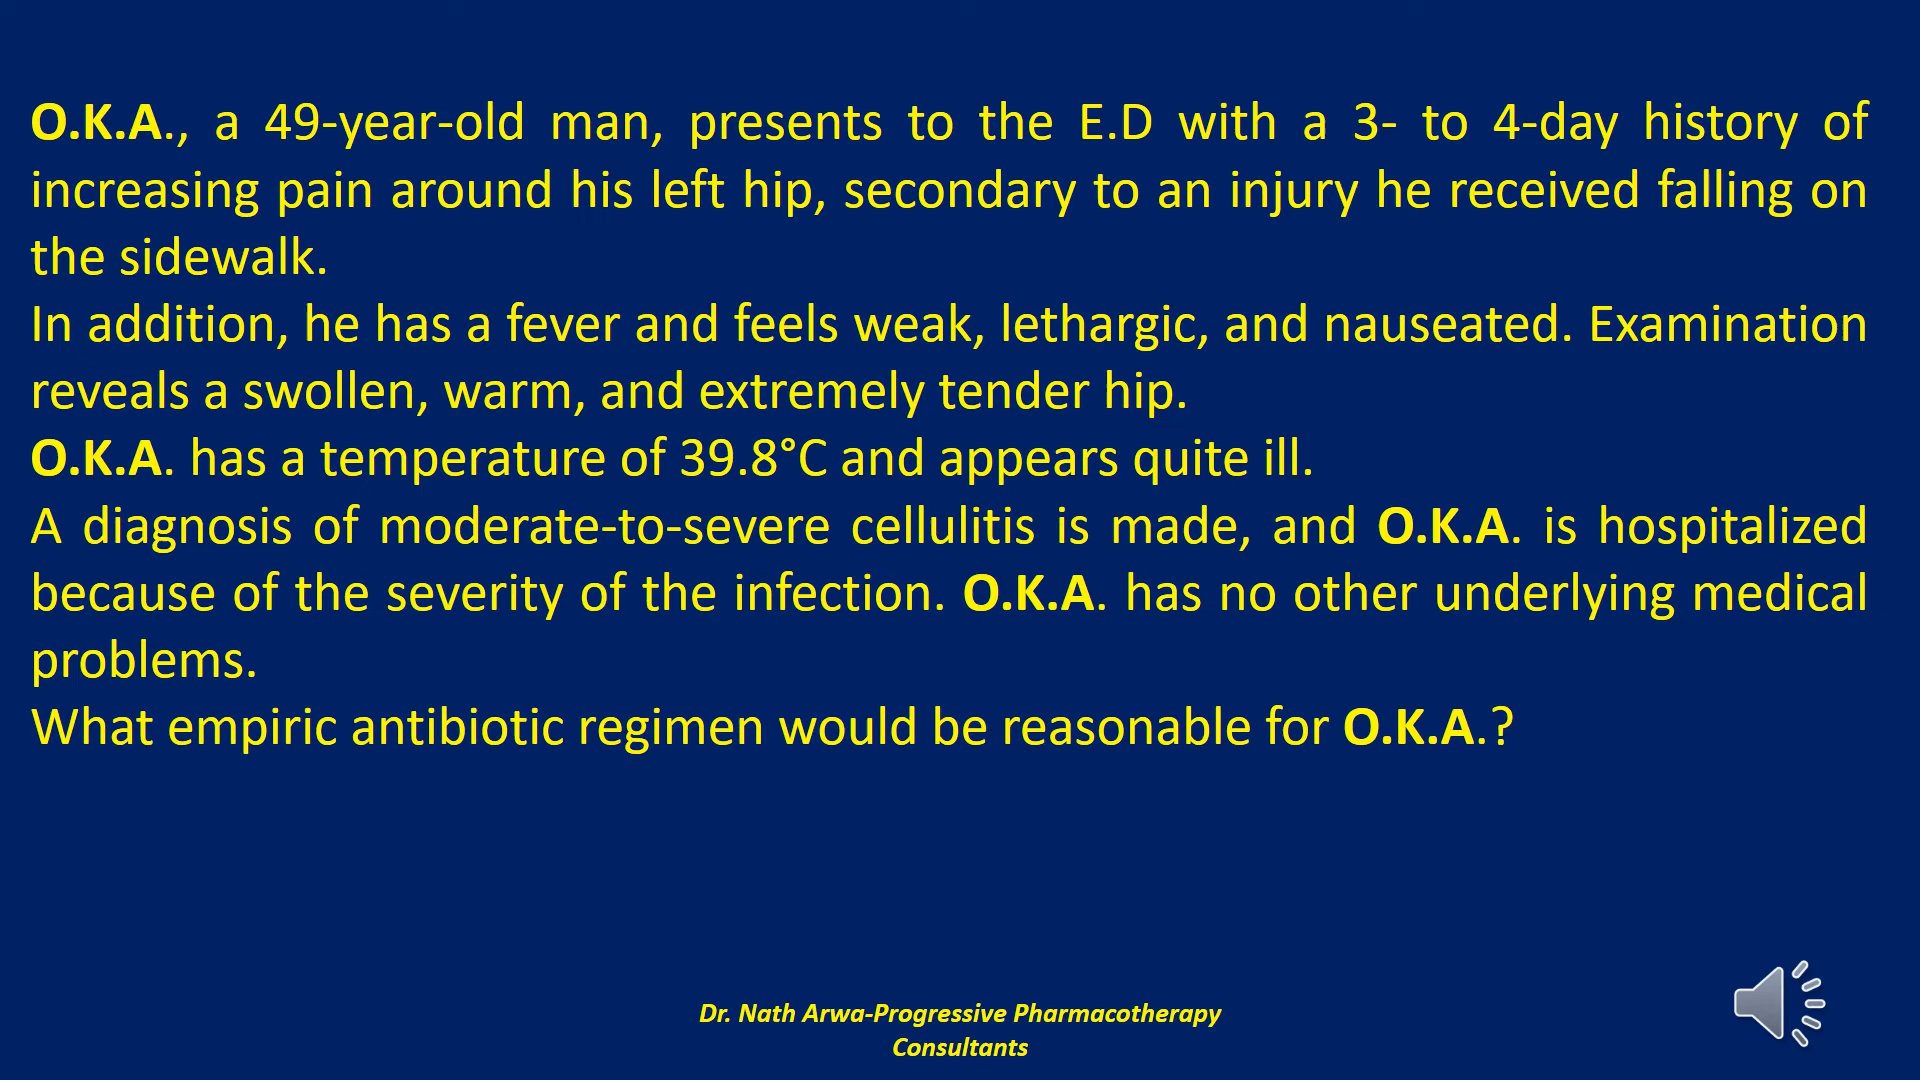 O.K.A., a 49-year-old man, presents to the E.D with a 3- to 4-day history of
increasing pain around his left hip, secondary to an injury he received falling on
the sidewalk.
In addition, he has a fever and feels weak, lethargic, and nauseated. Examination
reveals a swollen, warm, and extremely tender hip.
O.K.A. has a temperature of 39.8°C and appears quite ill.
A diagnosis of moderate-to-severe cellulitis is made, and O.K.A. is hospitalized
because of the severity of the infection. O.K.A. has no other underlying medical
problems.
What empiric antibiotic regimen would be reasonable for O.K.A.?
Dr. Nath Arwa-Progressive Pharmacotherapy
Consultants